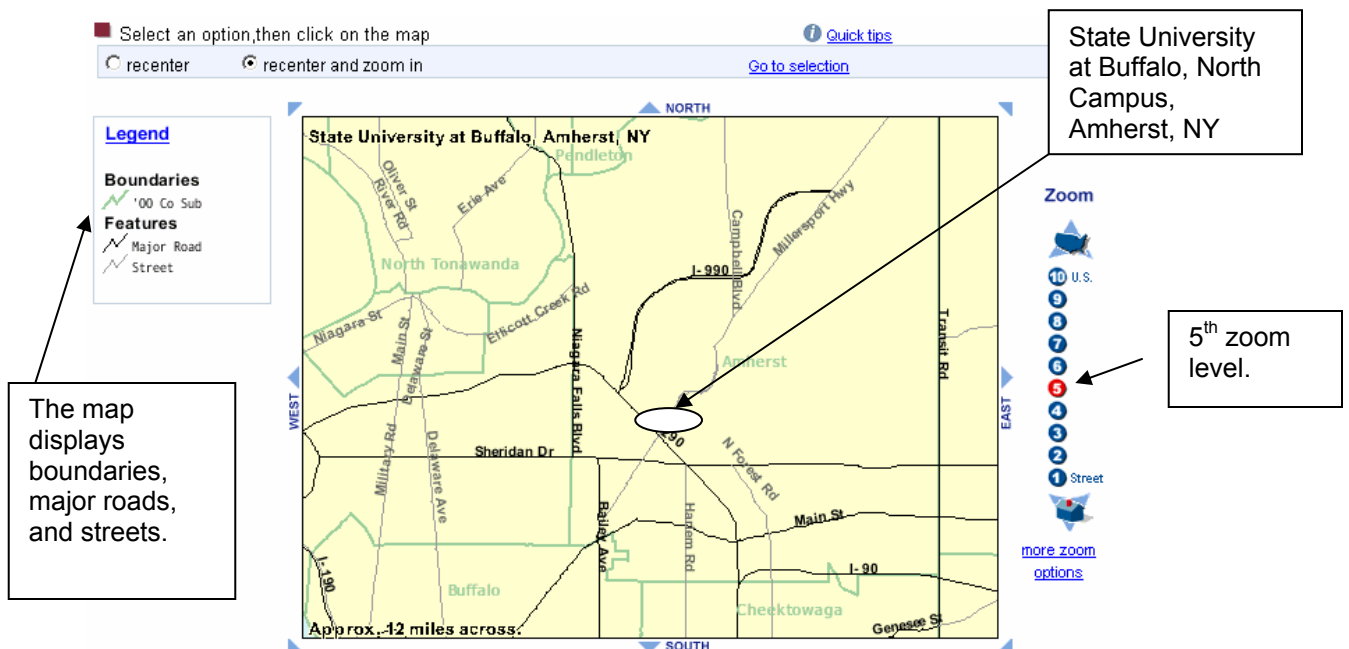 Select an option,then click on the map
Quick tips
recenter
recenter and zoom in
Go to selection
State University
at Buffalo, North
Campus,
Amherst, NY
NORTH
Legend
Boundaries
'00 Co Sub
Features
Major Road
Street
State University at Buffalo, Amherst, NY
Pendleton
Oliver St
River Rd
Erie Ave
Campbell Blvd
Millersport Hwy
North Tonawanda
I-990
Ellicott Creek Rd
Niagara St
Main St
Delaware St
Niagara Falls Blvd
Amherst
Transit Rd
WEST
EAST
Zoom
10 U.S.
9
8
7
6
5
4
3
2
1 Street
more zoom
options
5th zoom
level.
The map
displays
boundaries,
major roads,
and streets.
Military Rd
Delaware Ave
Sheridan Dr
290
N Forest Rd
Bailey Ave
Harlem Rd
Main St
I-190
I-90
Buffalo
Cheektowaga
Genesee St
Approx. 12 miles across.
SOUTH